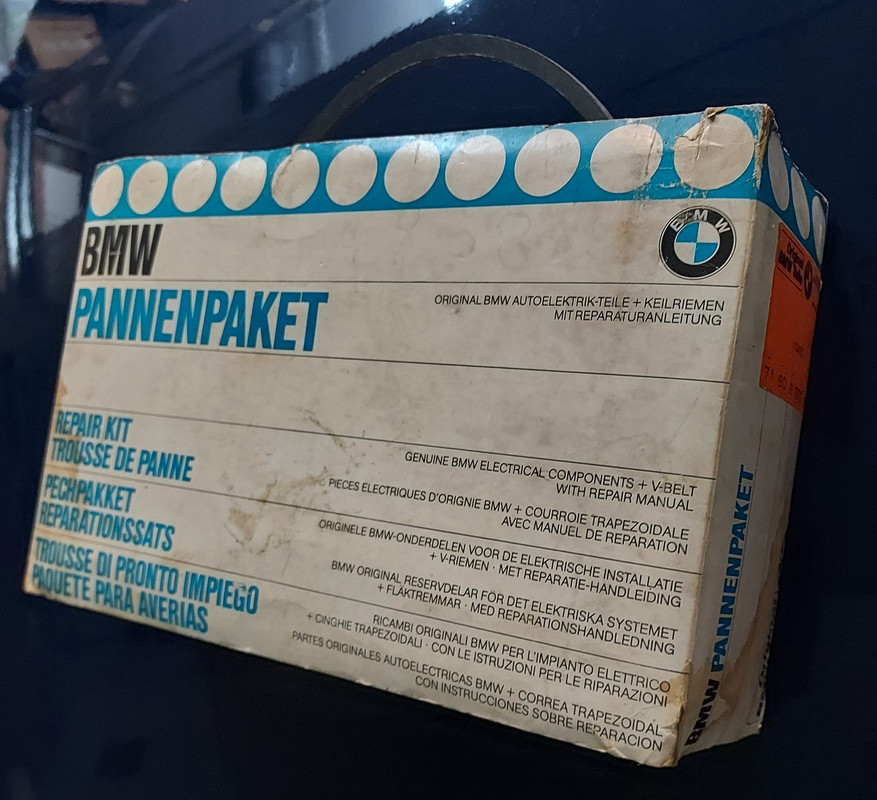 BMW
BMW
PANNENPAKET
ORIGINAL BMW AUTOELEKTRIK-TEILE + KEILRIEMEN
MIT REPARATURANLEITUNG
REPAIR KIT
TROUSSE DE PANNE
PECHPAKKET
REPARATIONSSATS
TROUSSE DI PRONTO IMPIEGO
PAQUETE PARA AVERIAS
GENUINE BMW ELECTRICAL COMPONENTS + V-BELT
WITH REPAIR MANUAL
PIECES ELECTRIQUES D'ORIGNIE BMW + COURROIE TRAPEZOIDALE
AVEC MANUEL DE REPARATION
ORIGINELE BMW-ONDERDELEN VOOR DE ELEKTRISCHE INSTALLATIE
+ V-RIEMEN · MET REPARATIE-HANDLEIDING
BMW ORIGINAL RESERVDELAR FÖR DET ELEKTRISKA SYSTEMET
+ FLÄKTREMMAR · MED REPARATIONSHANDLEDNING
RICAMBI ORIGINALI BMW PER L'IMPIANTO ELETTRICO
+ CINGHIE TRAPEZOIDALI · CON LE ISTRUZIONI PER LE RIPARAZIONI
PARTES ORIGINALES AUTOELECTRICAS BMW + CORREA TRAPEZOIDAL
CON INSTRUCCIONES SOBRE REPARACION
BMW PANNENPAKET